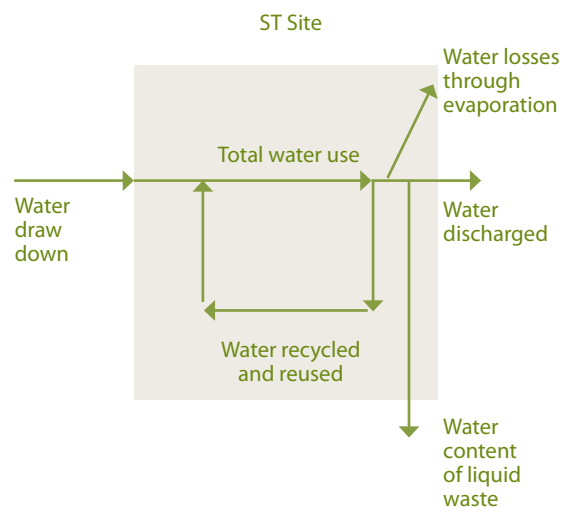 ST Site
Water losses
through
evaporation
Total water use
Water
draw
down
Water
discharged
Water recycled
and reused
Water
content
of liquid
waste